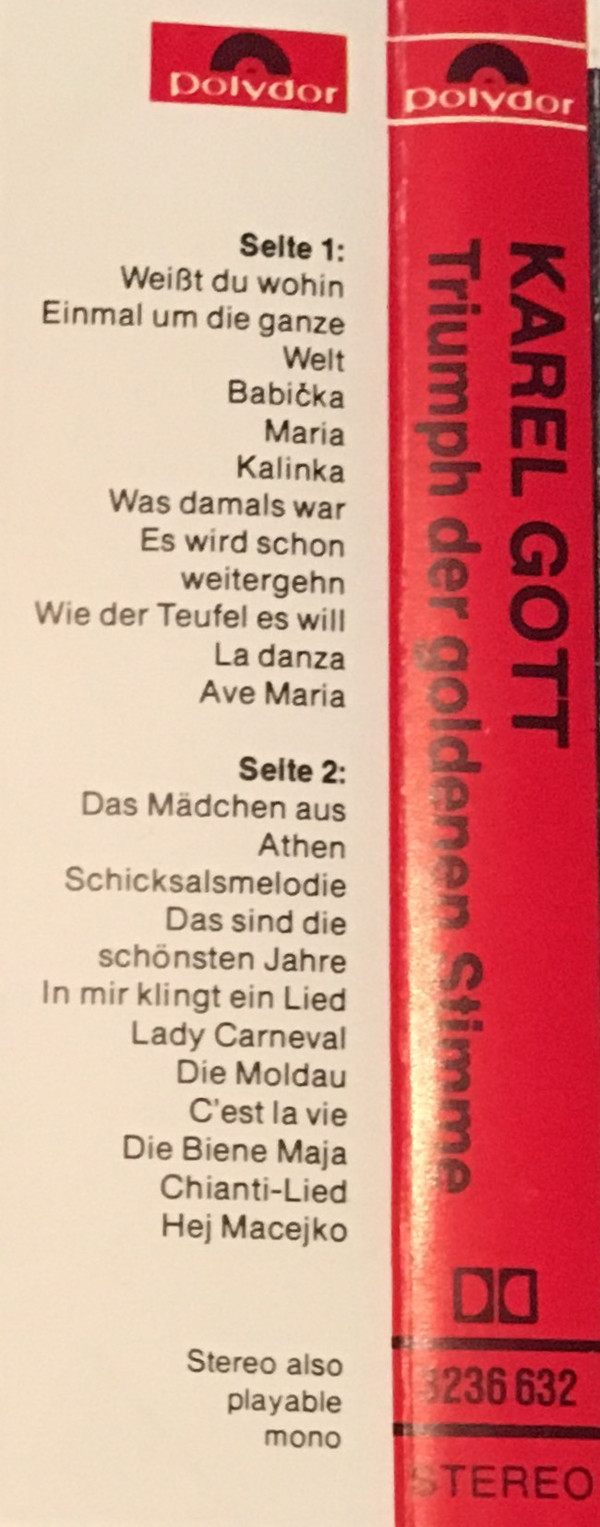 polydor
Seite 1:
Weißt du wohin
Einmal um die ganze
Welt
Babička
Maria
Kalinka
Was damals war
Es wird schon
weitergehn
Wie der Teufel es will
La danza
Ave Maria
Seite 2:
Das Mädchen aus
Athen
Schicksalsmelodie
Das sind die
schönsten Jahre
In mir klingt ein Lied
Lady Carneval
Die Moldau
C'est la vie
Die Biene Maja
Chianti-Lied
Hej Macejko
Stereo also
playable
mono
polydor
KAREL GOTT
Triumph der goldenen Stimme
3236 632
STEREO